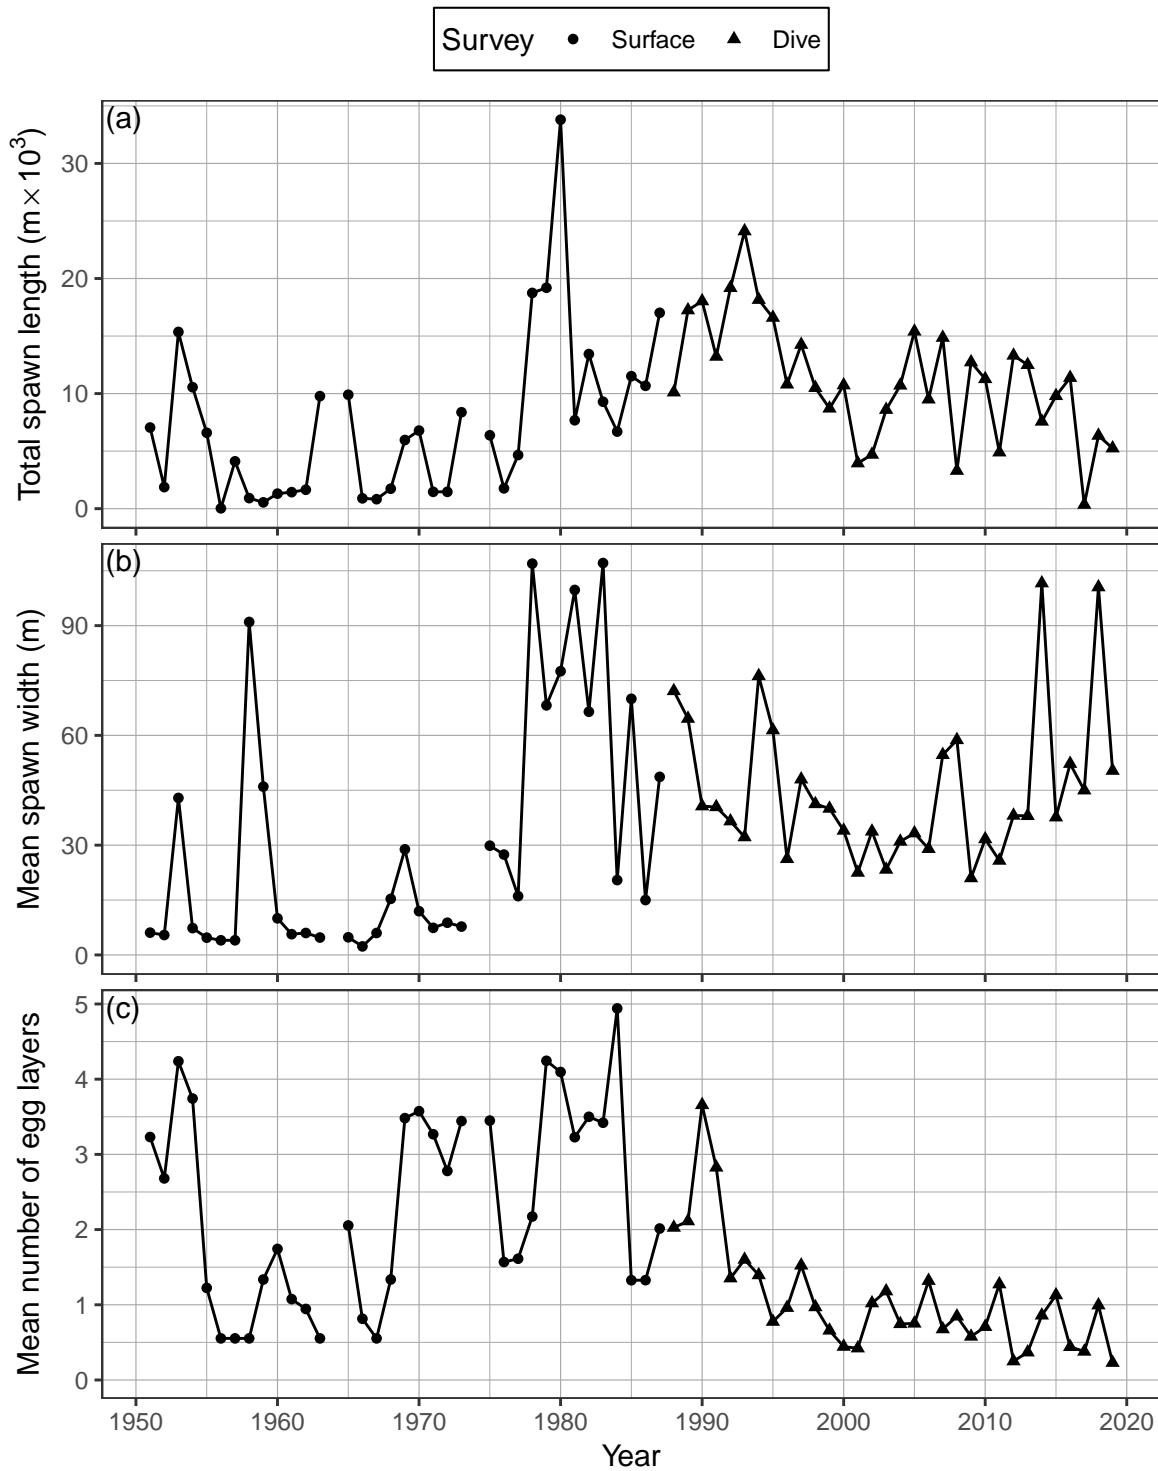 Survey Surface Dive
(a)
Total spawn length (m × 10³)
30
20
10
0
(b)
Mean spawn width (m)
90
60
30
0
(c)
Mean number of egg layers
5
4
3
2
1
0
1950 1960 1970 1980 1990 2000 2010 2020
Year